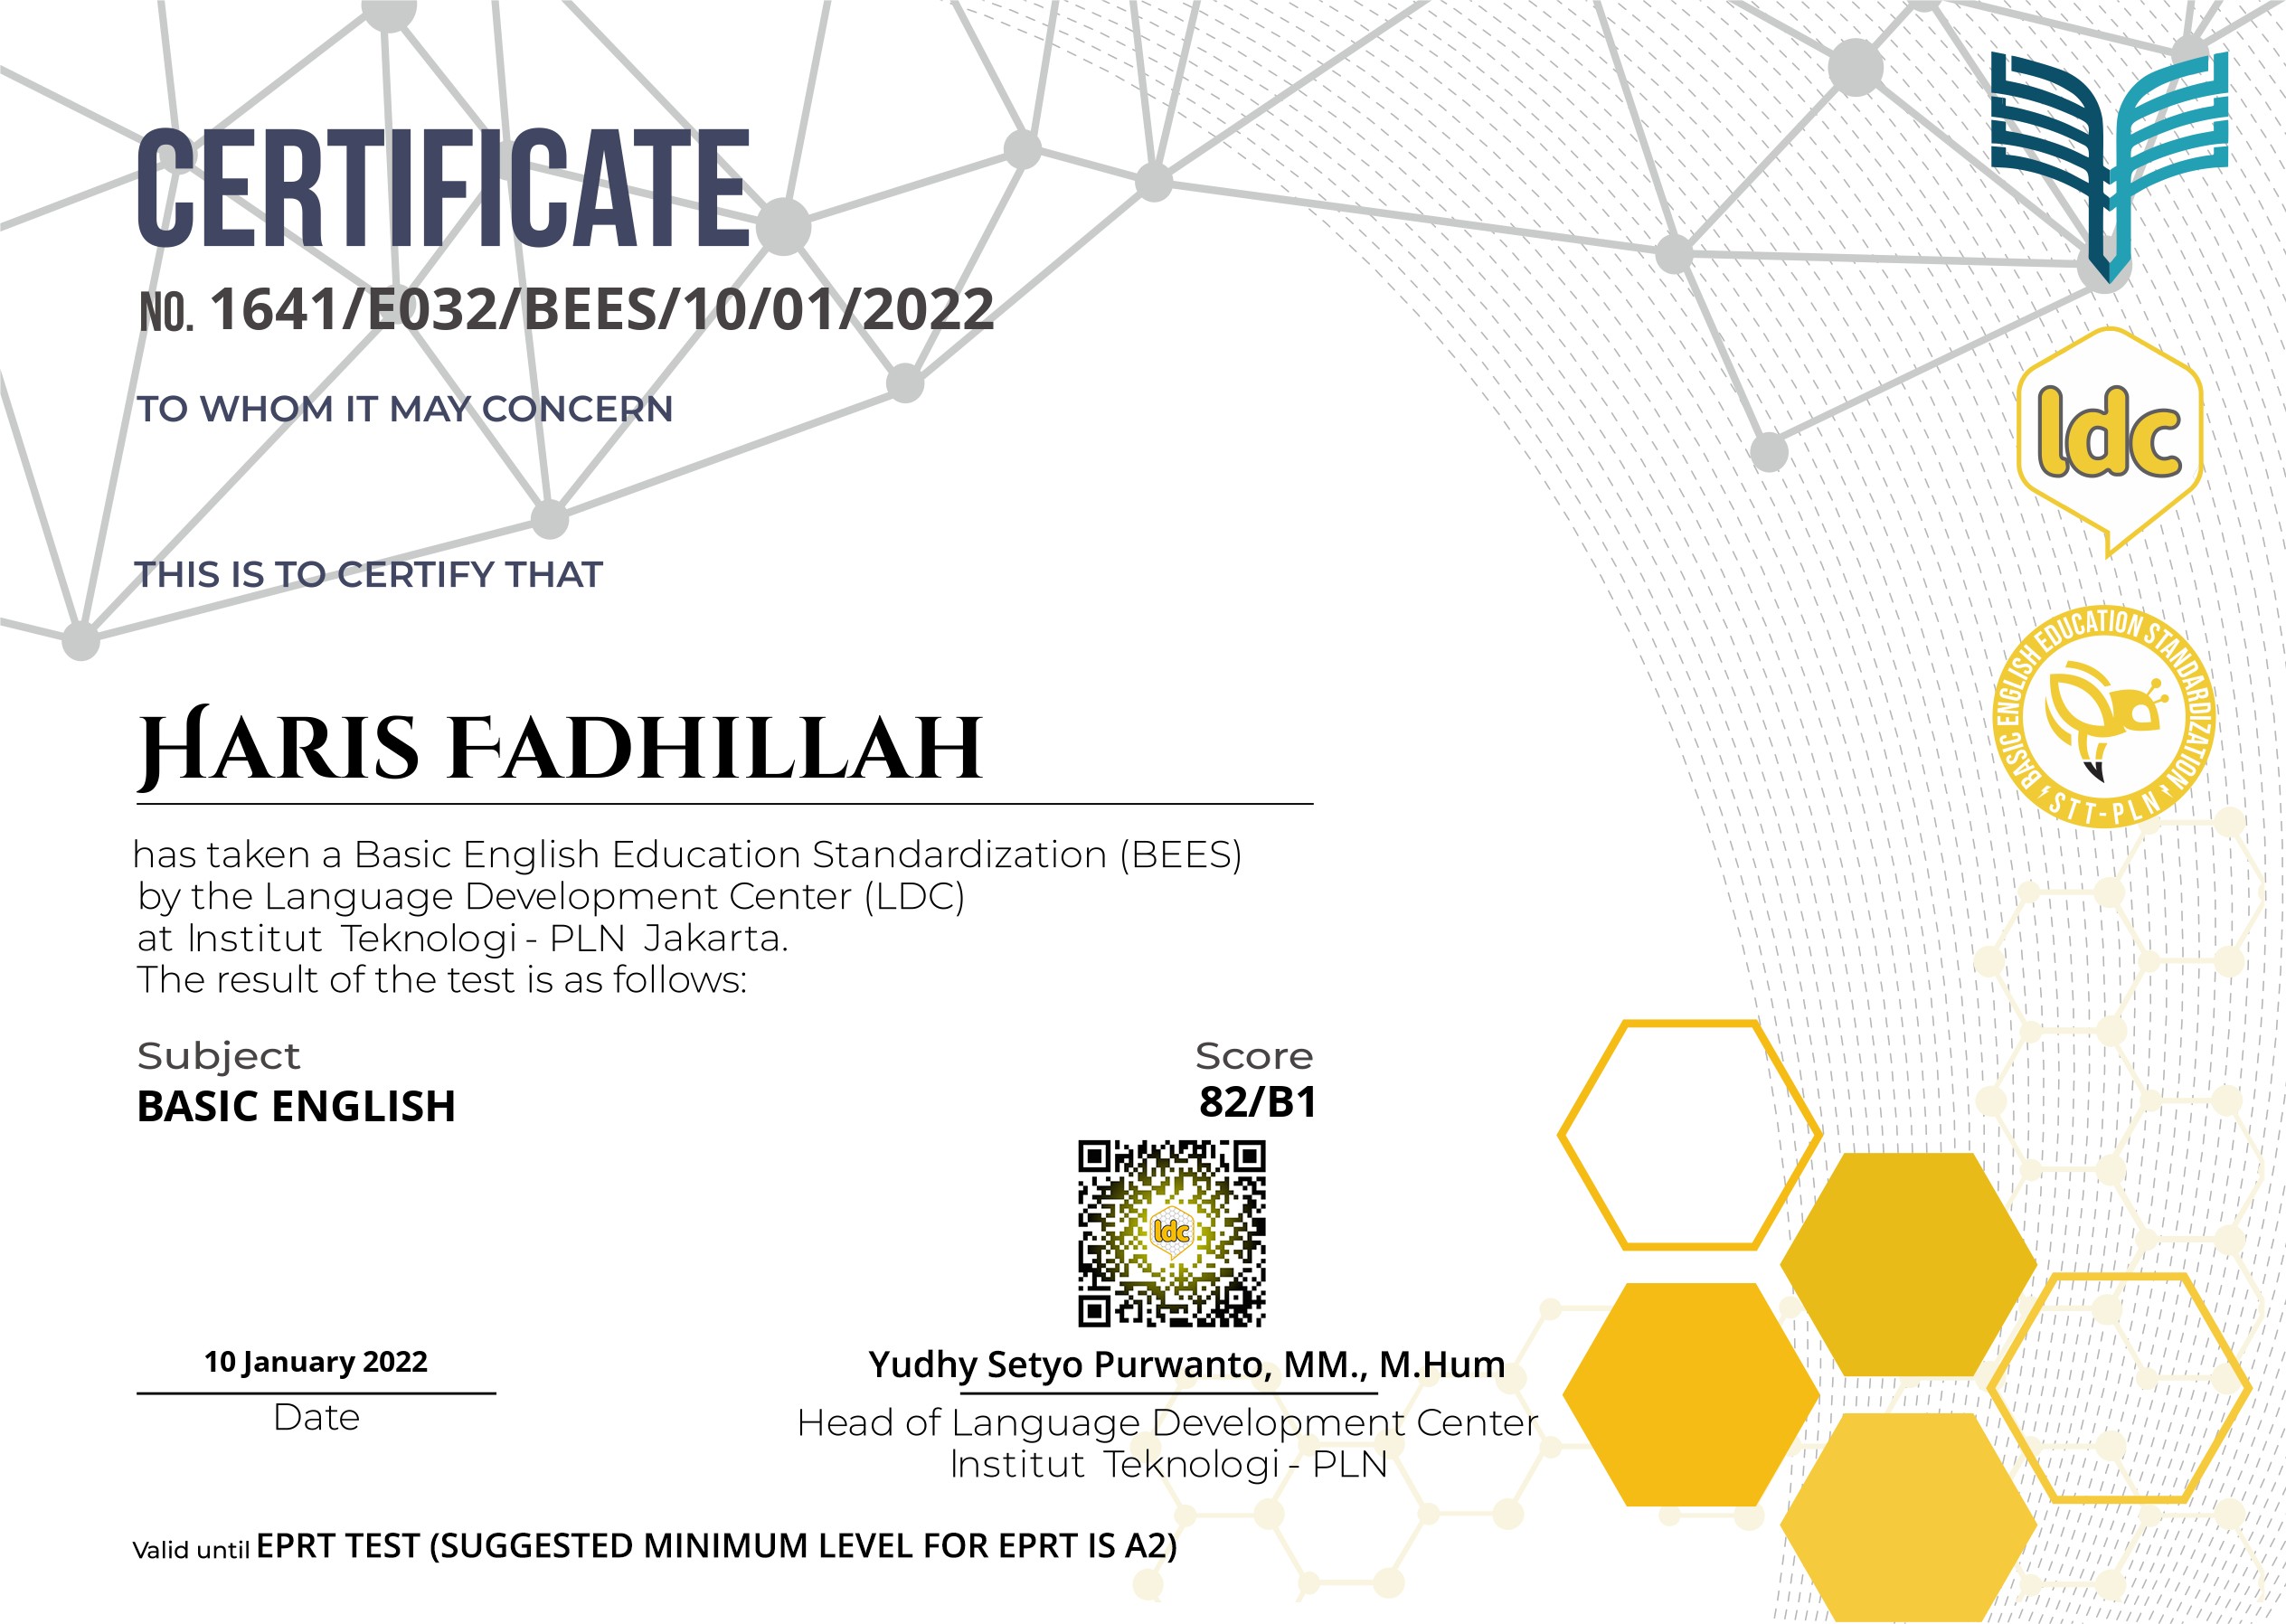 CERTIFICATE
NO. 1641/E032/BEES/10/01/2022
TO WHOM IT MAY CONCERN
THIS IS TO CERTIFY THAT
HARIS FADHILLAH
has taken a Basic English Education Standardization (BEES)
by the Language Development Center (LDC)
at Institut Teknologi - PLN Jakarta.
The result of the test is as follows:
Subject
BASIC ENGLISH
Score
82/B1
ldc
10 January 2022
Date
Yudhy Setyo Purwanto, MM., M.Hum
Head of Language Development Center
Institut Teknologi - PLN
Valid until EPRT TEST (SUGGESTED MINIMUM LEVEL FOR EPRT IS A2)
ldc
BASIC ENGLISH EDUCATION STANDARDIZATION
STT-PLN